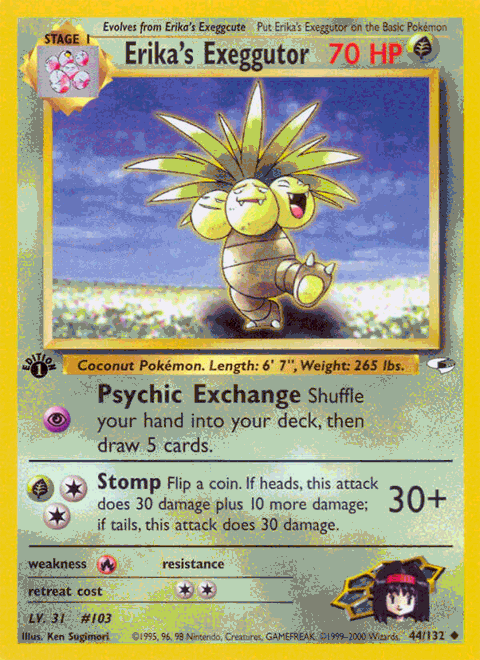 Evolves from Erika's Exeggcute Put Erika's Exeggutor on the Basic Pokémon
STAGE 1
Erika's Exeggutor 70 HP
Coconut Pokémon. Length: 6' 7", Weight: 265 lbs.
EDITION
1
Psychic Exchange Shuffle
your hand into your deck, then
draw 5 cards.
Stomp Flip a coin. If heads, this attack
does 30 damage plus 10 more damage;
if tails, this attack does 30 damage.
30+
weakness resistance
retreat cost
LV. 31 #103
Illus. Ken Sugimori ©1995, 96, 98 Nintendo, Creatures, GAMEFREAK. ©1999-2000 Wizards. 44/132